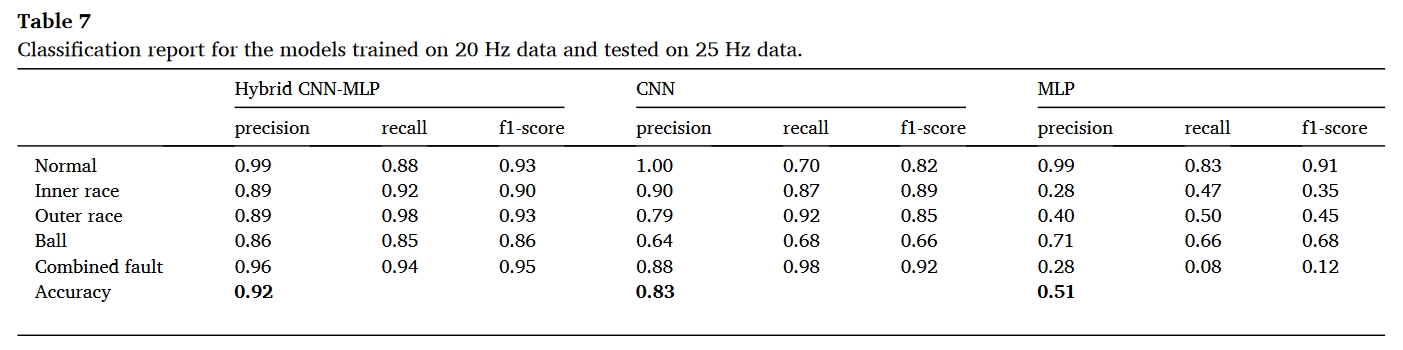 Table 7
Classification report for the models trained on 20 Hz data and tested on 25 Hz data.
Hybrid CNN-MLP CNN MLP
precision recall f1-score precision recall f1-score precision recall f1-score
Normal 0.99 0.88 0.93 1.00 0.70 0.82 0.99 0.83 0.91
Inner race 0.89 0.92 0.90 0.90 0.87 0.89 0.28 0.47 0.35
Outer race 0.89 0.98 0.93 0.79 0.92 0.85 0.40 0.50 0.45
Ball 0.86 0.85 0.86 0.64 0.68 0.66 0.71 0.66 0.68
Combined fault 0.96 0.94 0.95 0.88 0.98 0.92 0.28 0.08 0.12
Accuracy 0.92 0.83 0.51